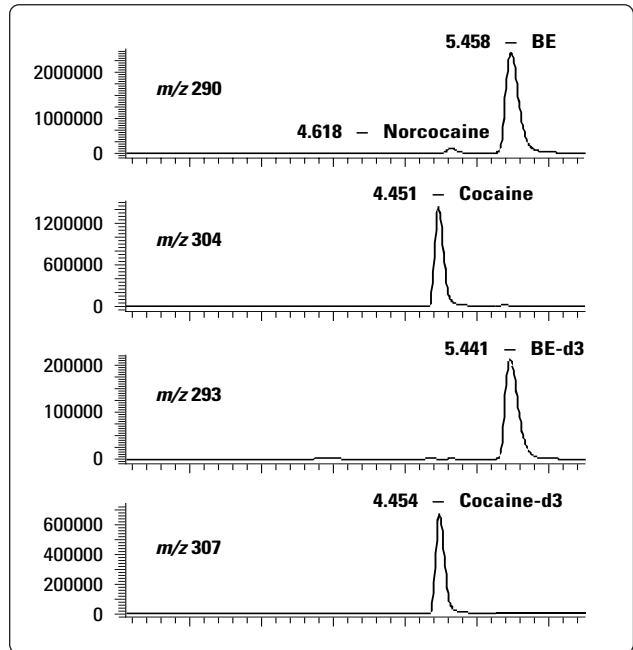 5.458 – BE
2000000
m/z 290
1000000
4.618 – Norcocaine
0
4.451 – Cocaine
1200000
m/z 304
600000
0
5.441 – BE-d3
200000
m/z 293
100000
0
4.454 – Cocaine-d3
600000
m/z 307
400000
200000
0